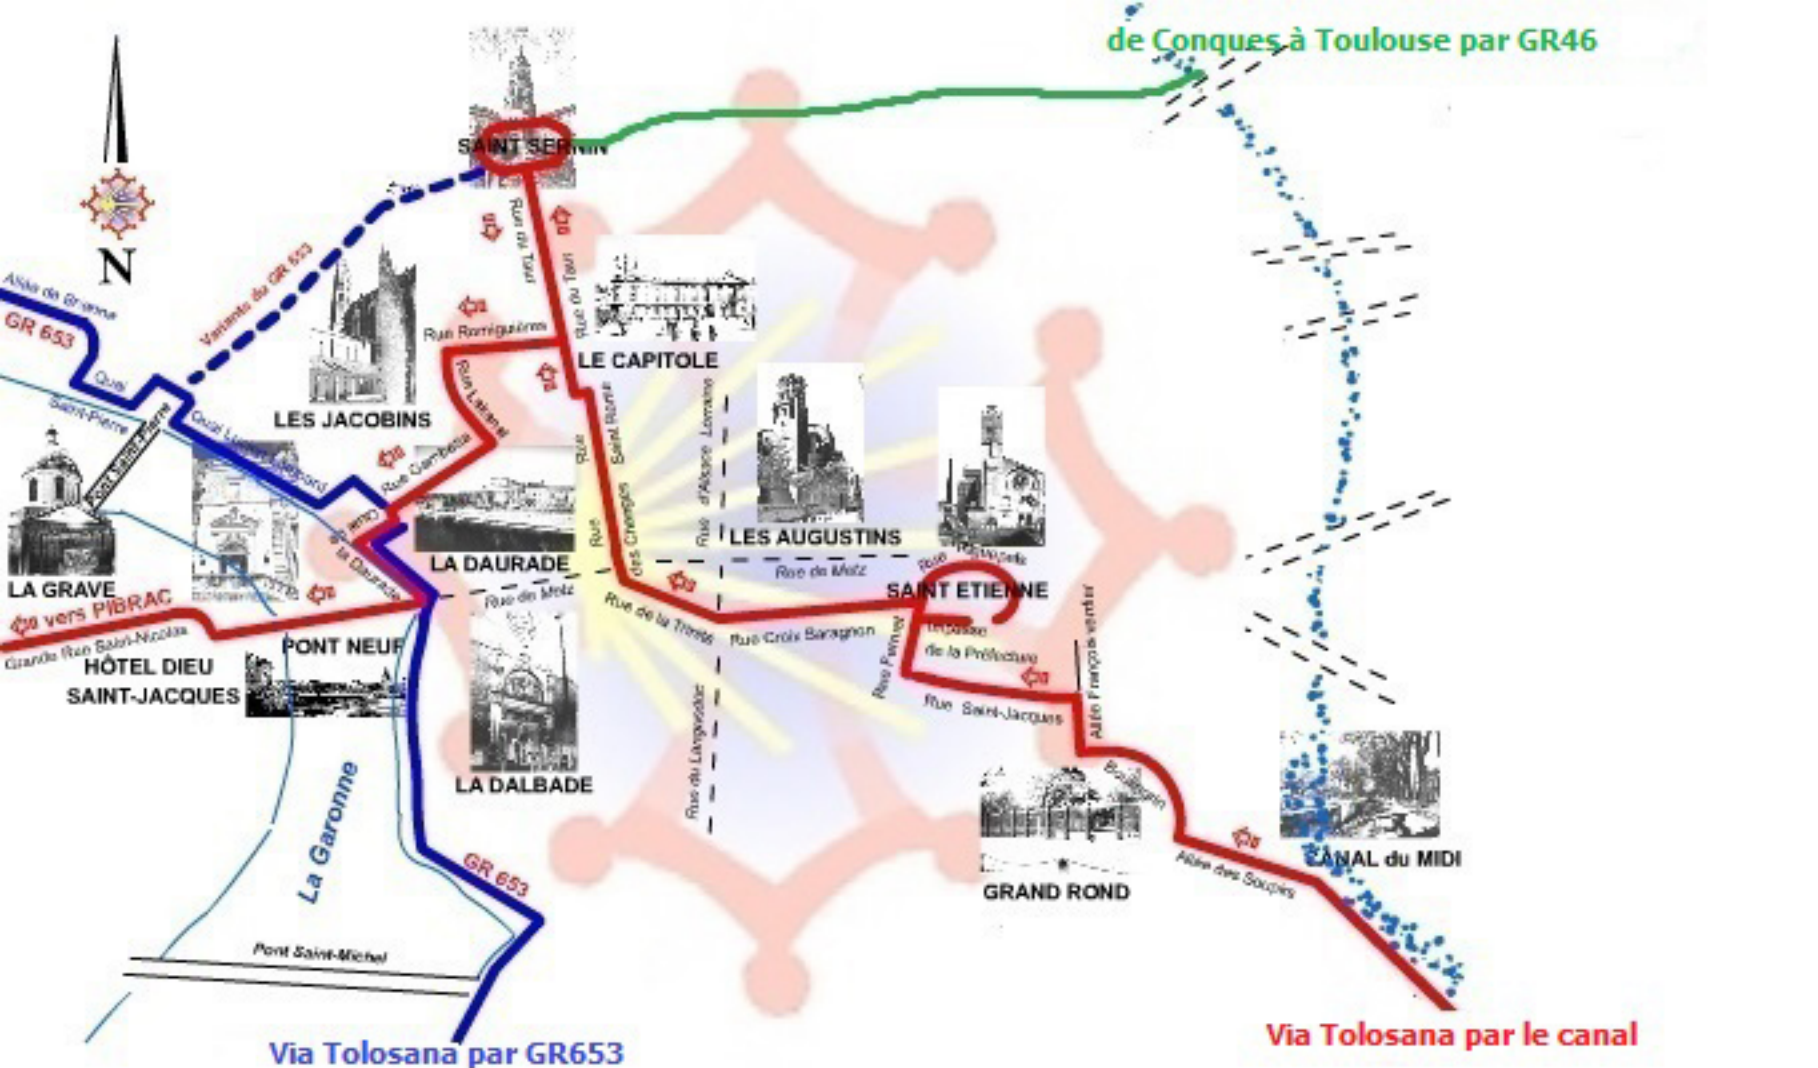 de Conques à Toulouse par GR46
SAINT SERNIN
N
Variante du GR 653
Rue du Taur
Rue du Taur
Allée de Brienne
GR 653
Rue Romiguières
LE CAPITOLE
Quai
Saint-Pierre
Pont Saint-Pierre
LES JACOBINS
Rue Lakanal
Rue Gambetta
Rue
Saint Rome
Rue d'Alsace Lorraine
LES AUGUSTINS
Rue
des Changes
Quai
la Daurade
LA DAURADE
LA GRAVE
vers PIBRAC
Grande Rue Saint-Nicolas
Rue de Metz
Rue de Metz
Rue
SAINT ETIENNE
Rue de la Trinité
Rue Croix Baragnon
Impasse
de la Préfecture
Rue Perchepinte
Rue Saint-Jacques
Allée François-verdier
PONT NEUF
HÔTEL DIEU
SAINT-JACQUES
LA DALBADE
Rue du Languedoc
Boulingrin
La Garonne
GR 653
GRAND ROND
Allée des Soupirs
CANAL du MIDI
Pont Saint-Michel
Via Tolosana par GR653
Via Tolosana par le canal